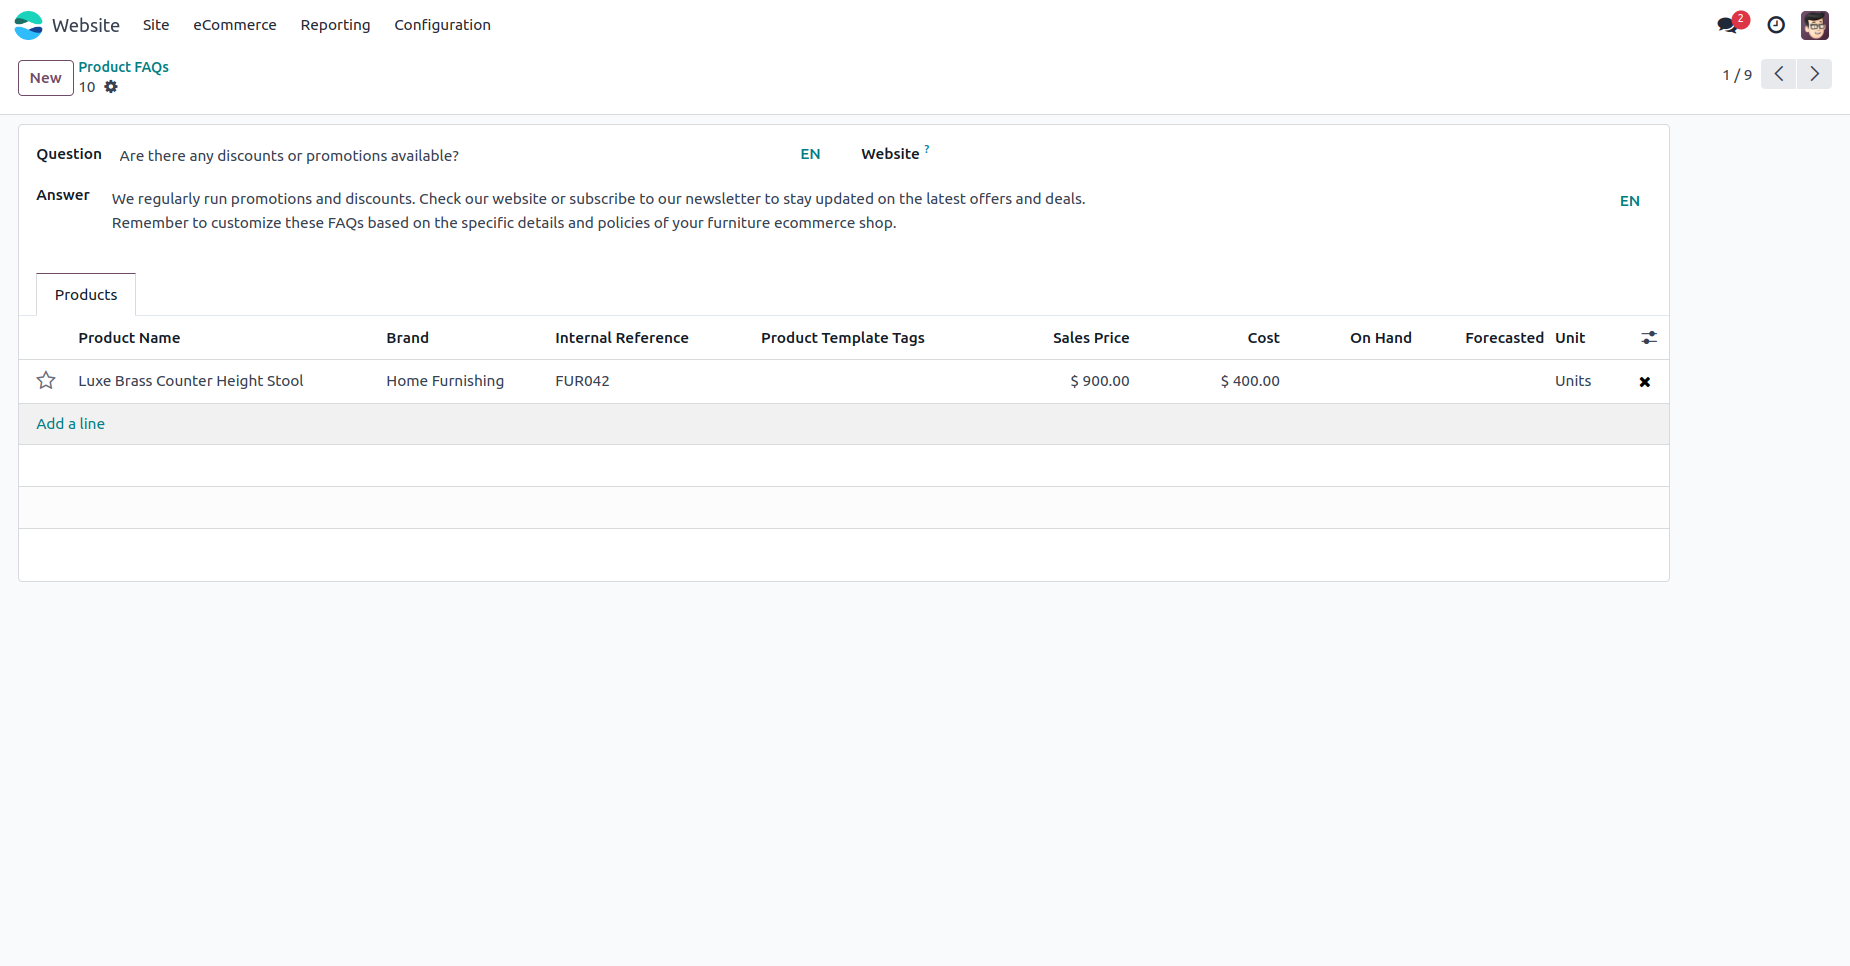 Website Site eCommerce Reporting Configuration 2
New Product FAQs
10
1 / 9
Question Are there any discounts or promotions available? EN Website ?
Answer We regularly run promotions and discounts. Check our website or subscribe to our newsletter to stay updated on the latest offers and deals. EN
Remember to customize these FAQs based on the specific details and policies of your furniture ecommerce shop.
Products
Product Name Brand Internal Reference Product Template Tags Sales Price Cost On Hand Forecasted Unit
Luxe Brass Counter Height Stool Home Furnishing FUR042 $ 900.00 $ 400.00 Units
Add a line